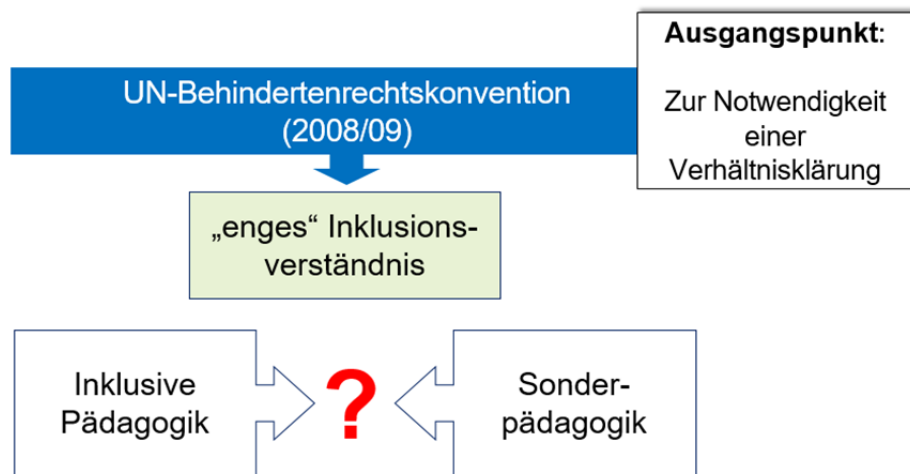 Ausgangspunkt:
Zur Notwendigkeit
einer
Verhältnisklärung
UN-Behindertenrechtskonvention
(2008/09)
„enges“ Inklusions-
verständnis
Inklusive
Pädagogik
?
Sonder-
pädagogik